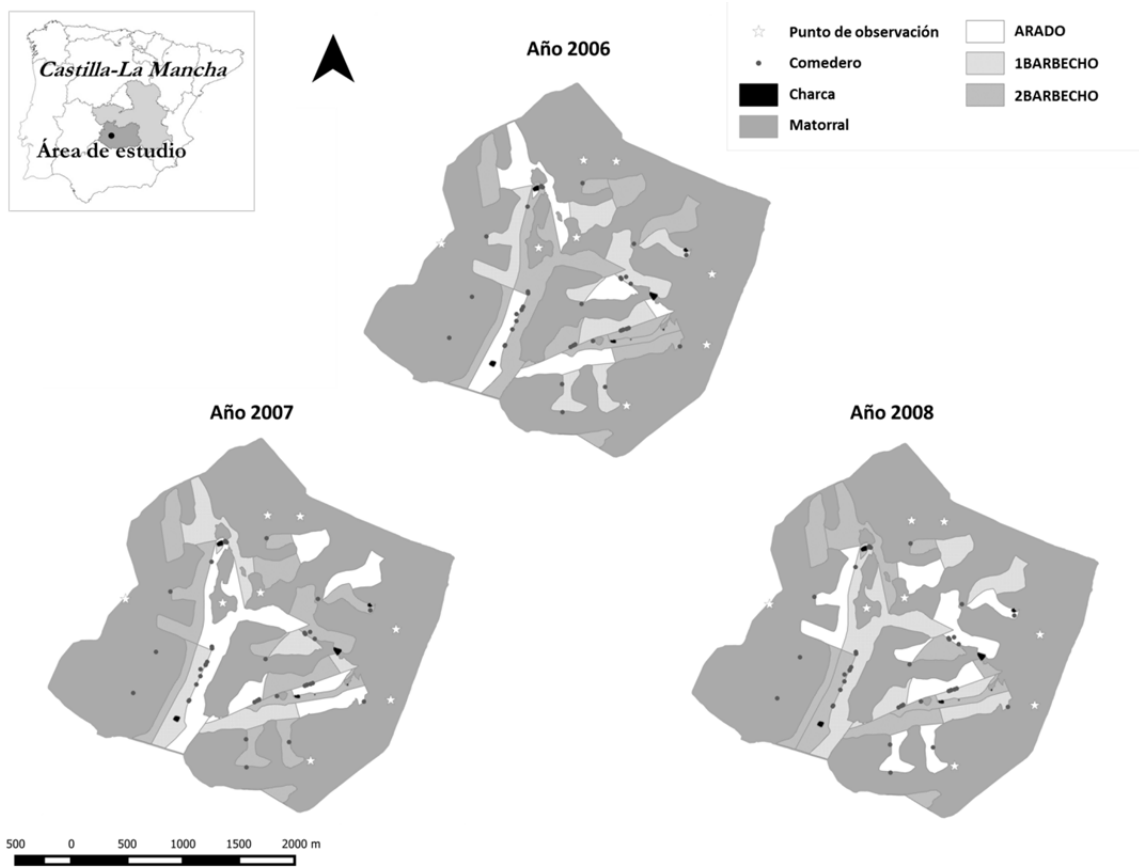 Castilla-La Mancha
Área de estudio
Año 2006
Punto de observación
Comedero
Charca
Matorral
ARADO
1BARBECHO
2BARBECHO
Año 2007
Año 2008
500 0 500 1000 1500 2000 m